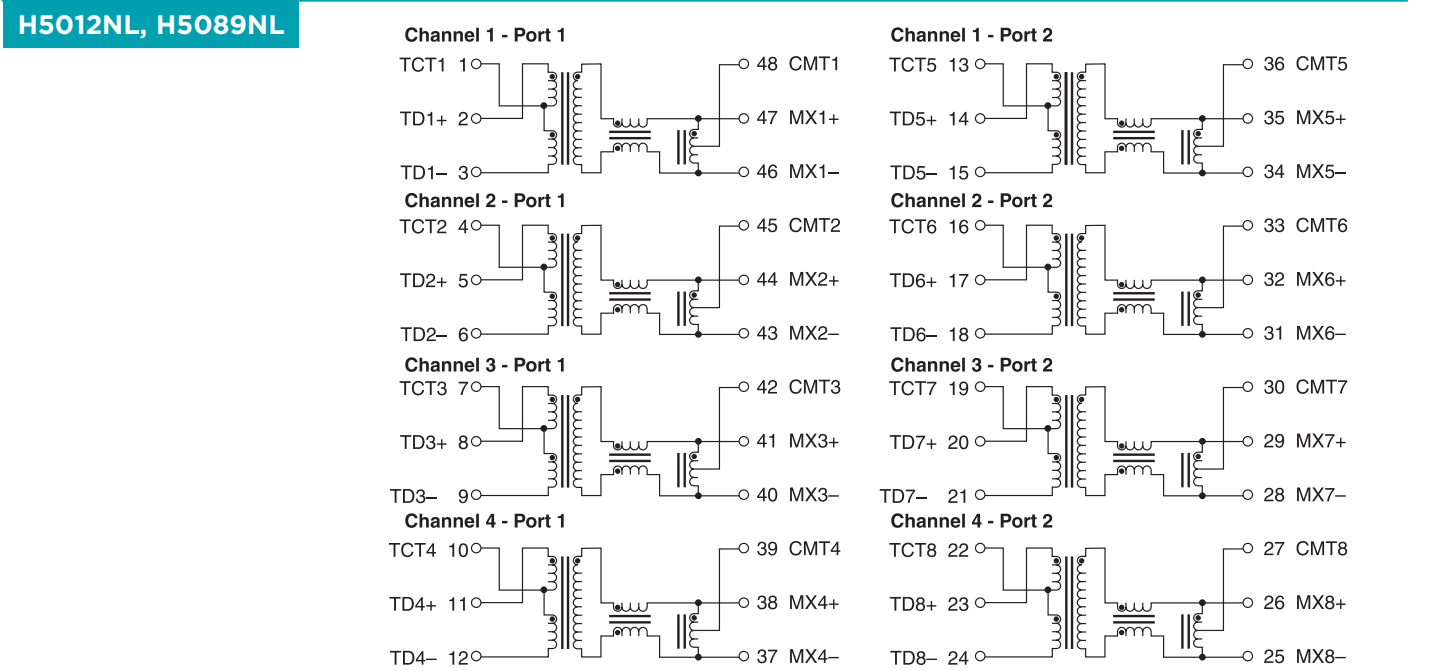 H5012NL, H5089NL
Channel 1 - Port 1
TCT1 1 48 CMT1
TD1+ 2 47 MX1+
TD1– 3 46 MX1–
Channel 2 - Port 1
TCT2 4 45 CMT2
TD2+ 5 44 MX2+
TD2– 6 43 MX2–
Channel 3 - Port 1
TCT3 7 42 CMT3
TD3+ 8 41 MX3+
TD3– 9 40 MX3–
Channel 4 - Port 1
TCT4 10 39 CMT4
TD4+ 11 38 MX4+
TD4– 12 37 MX4–
Channel 1 - Port 2
TCT5 13 36 CMT5
TD5+ 14 35 MX5+
TD5– 15 34 MX5–
Channel 2 - Port 2
TCT6 16 33 CMT6
TD6+ 17 32 MX6+
TD6– 18 31 MX6–
Channel 3 - Port 2
TCT7 19 30 CMT7
TD7+ 20 29 MX7+
TD7– 21 28 MX7–
Channel 4 - Port 2
TCT8 22 27 CMT8
TD8+ 23 26 MX8+
TD8– 24 25 MX8–